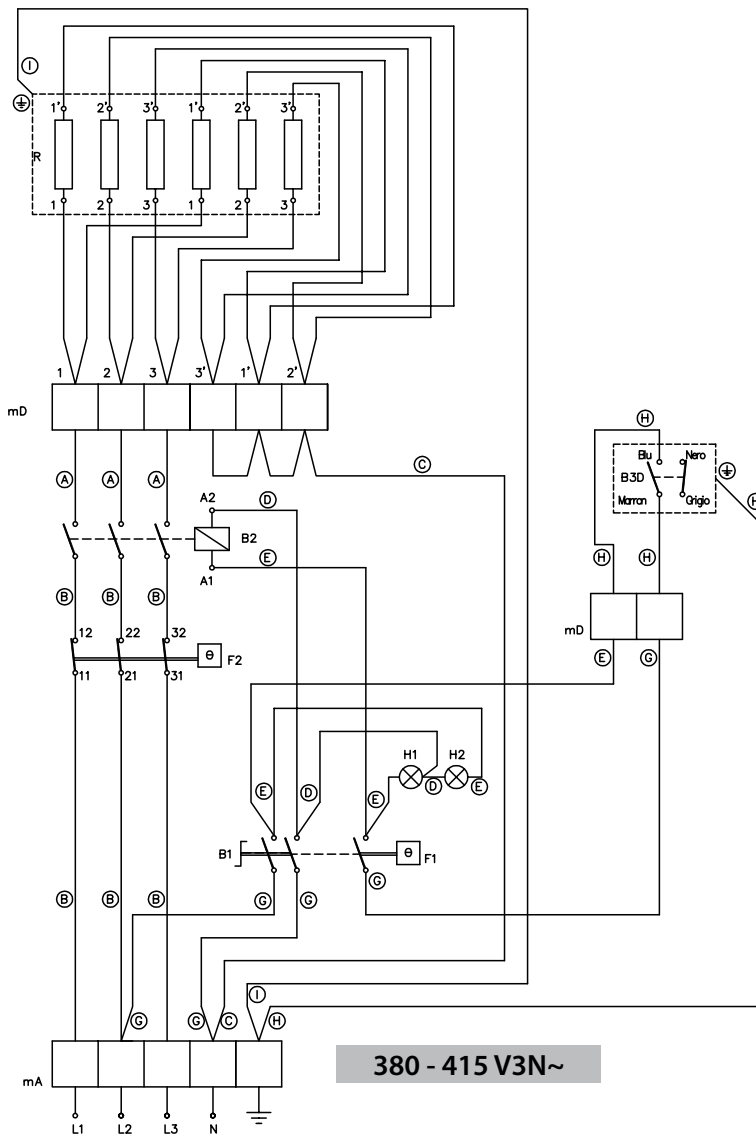 I
1' 2' 3' 1' 2' 3'
R
1 2 3 1 2 3
1 2 3 3' 1' 2'
mD
C
H
Blu Nero
B3D
Marron Grigio
H
A A A
A2 D
B2
E
A1
H H
B B B
12 22 32
θ F2
11 21 31
mD
E G
H1 H2
D E
E D E
B1
θ F1
G
G G
B B B
I
G G C H
mA
380 - 415 V3N~
L1 L2 L3 N